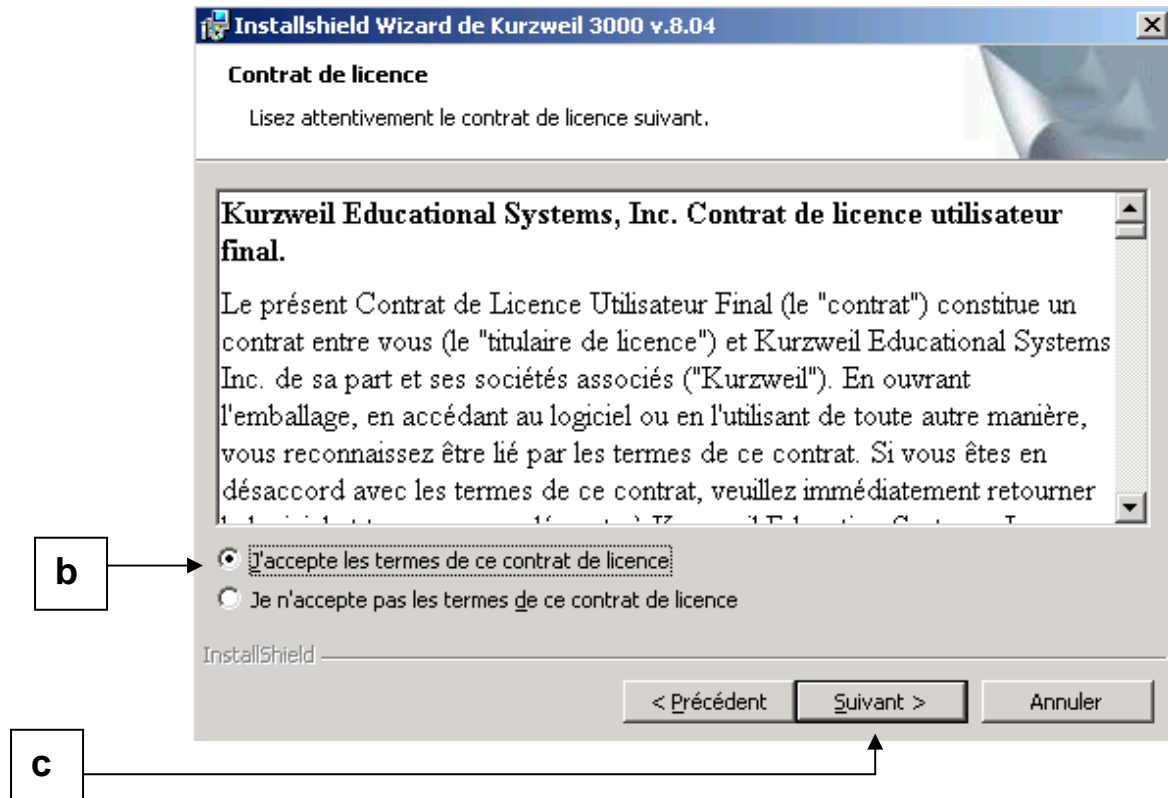 Installshield Wizard de Kurzweil 3000 v.8.04
Contrat de licence
Lisez attentivement le contrat de licence suivant.
Kurzweil Educational Systems, Inc. Contrat de licence utilisateur
final.
Le présent Contrat de Licence Utilisateur Final (le "contrat") constitue un
contrat entre vous (le "titulaire de licence") et Kurzweil Educational Systems
Inc. de sa part et ses sociétés associés ("Kurzweil"). En ouvrant
l'emballage, en accédant au logiciel ou en l'utilisant de toute autre manière,
vous reconnaissez être lié par les termes de ce contrat. Si vous êtes en
désaccord avec les termes de ce contrat, veuillez immédiatement retourner
b
J'accepte les termes de ce contrat de licence
Je n'accepte pas les termes de ce contrat de licence
InstallShield
< Précédent
Suivant >
Annuler
c